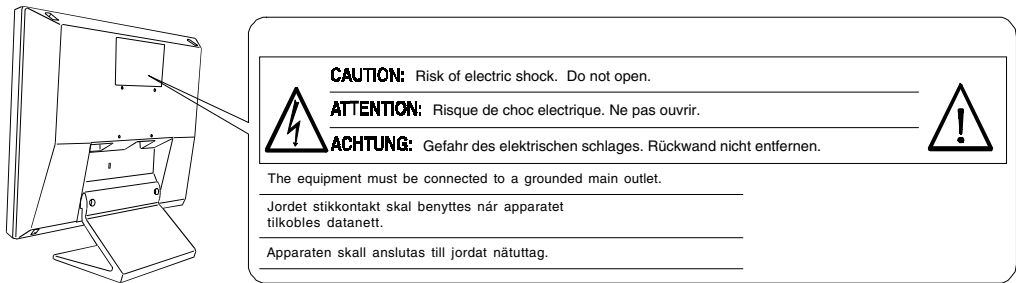 CAUTION: Risk of electric shock. Do not open.
ATTENTION: Risque de choc electrique. Ne pas ouvrir.
ACHTUNG: Gefahr des elektrischen schlages. Rückwand nicht entfernen.
The equipment must be connected to a grounded main outlet.
Jordet stikkontakt skal benyttes nár apparatet
tilkobles datanett.
Apparaten skall anslutas till jordat nätuttag.